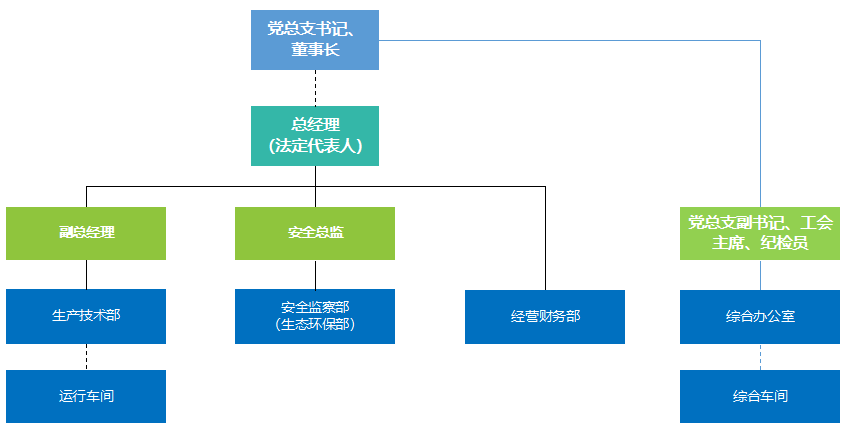 党总支书记、
董事长
总经理
（法定代表人）
副总经理
安全总监
党总支副书记、工会
主席、纪检员
生产技术部
安全监察部
（生态环保部）
经营财务部
综合办公室
运行车间
综合车间